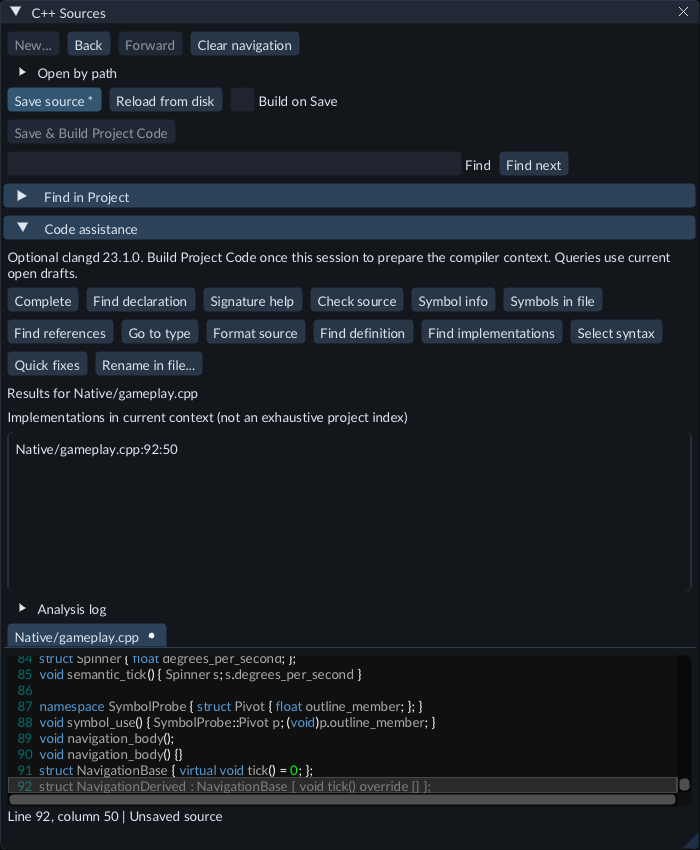 C++ Sources
New... Back Forward Clear navigation
Open by path
Save source * Reload from disk Build on Save
Save & Build Project Code
Find Find next
Find in Project
Code assistance
Optional clangd 23.1.0. Build Project Code once this session to prepare the compiler context. Queries use current
open drafts.
Complete Find declaration Signature help Check source Symbol info Symbols in file
Find references Go to type Format source Find definition Find implementations Select syntax
Quick fixes Rename in file...
Results for Native/gameplay.cpp
Implementations in current context (not an exhaustive project index)
Native/gameplay.cpp:92:50
Analysis log
Native/gameplay.cpp
84 struct Spinner { float degrees_per_second; };
85 void semantic_tick() { Spinner s; s.degrees_per_second }
86
87 namespace SymbolProbe { struct Pivot { float outline_member; }; }
88 void symbol_use() { SymbolProbe::Pivot p; (void)p.outline_member; }
89 void navigation_body();
90 void navigation_body() {}
91 struct NavigationBase { virtual void tick() = 0; };
92 struct NavigationDerived : NavigationBase { void tick() override {} };
Line 92, column 50 | Unsaved source